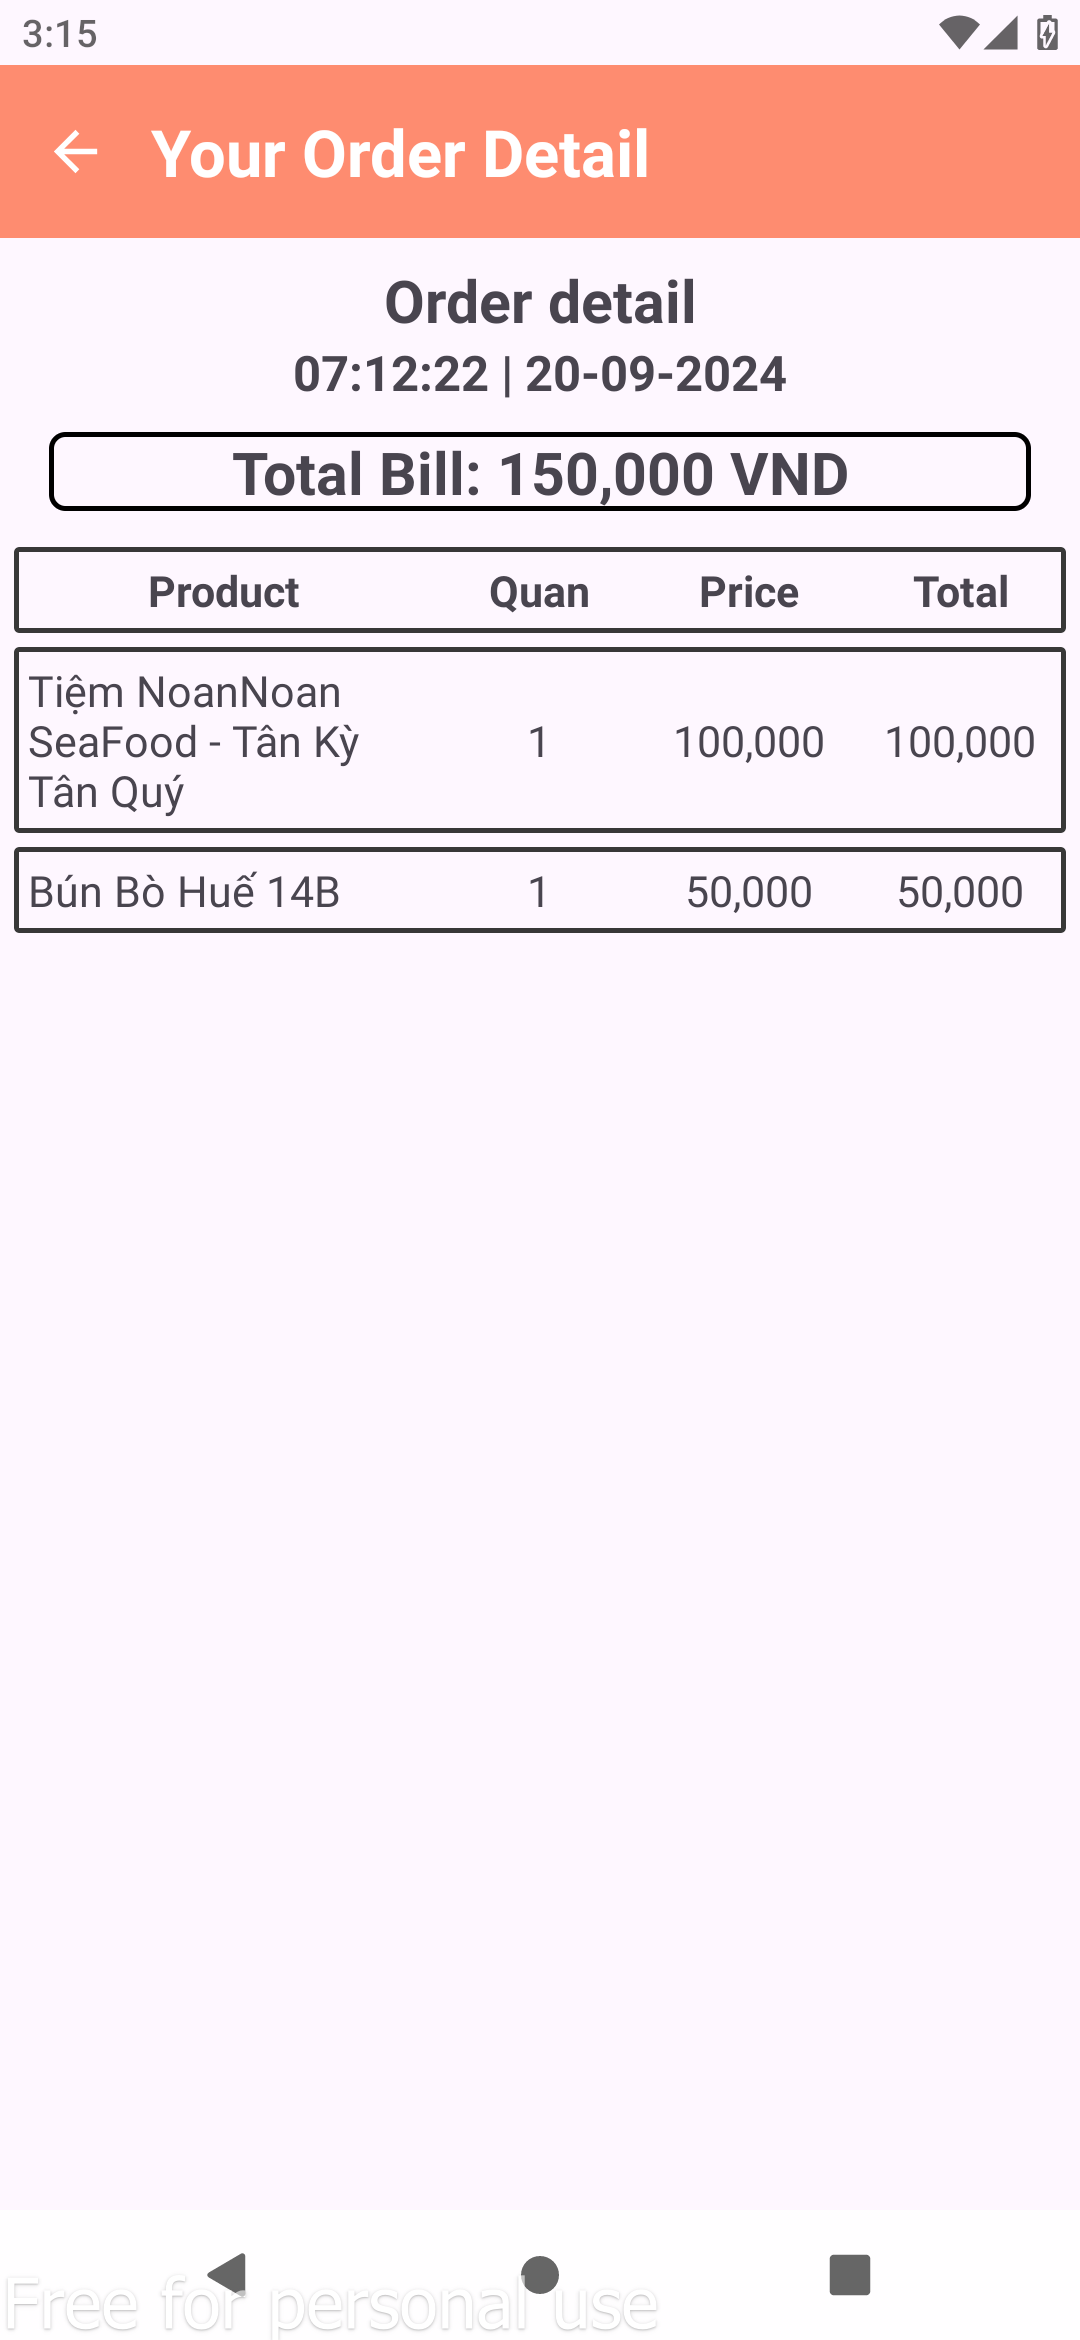 3:15
Your Order Detail
Order detail
07:12:22 | 20-09-2024
Total Bill: 150,000 VND
Product Quan Price Total
Tiệm NoanNoan
SeaFood - Tân Kỳ 1 100,000 100,000
Tân Quý
Bún Bò Huế 14B 1 50,000 50,000
Free for personal use